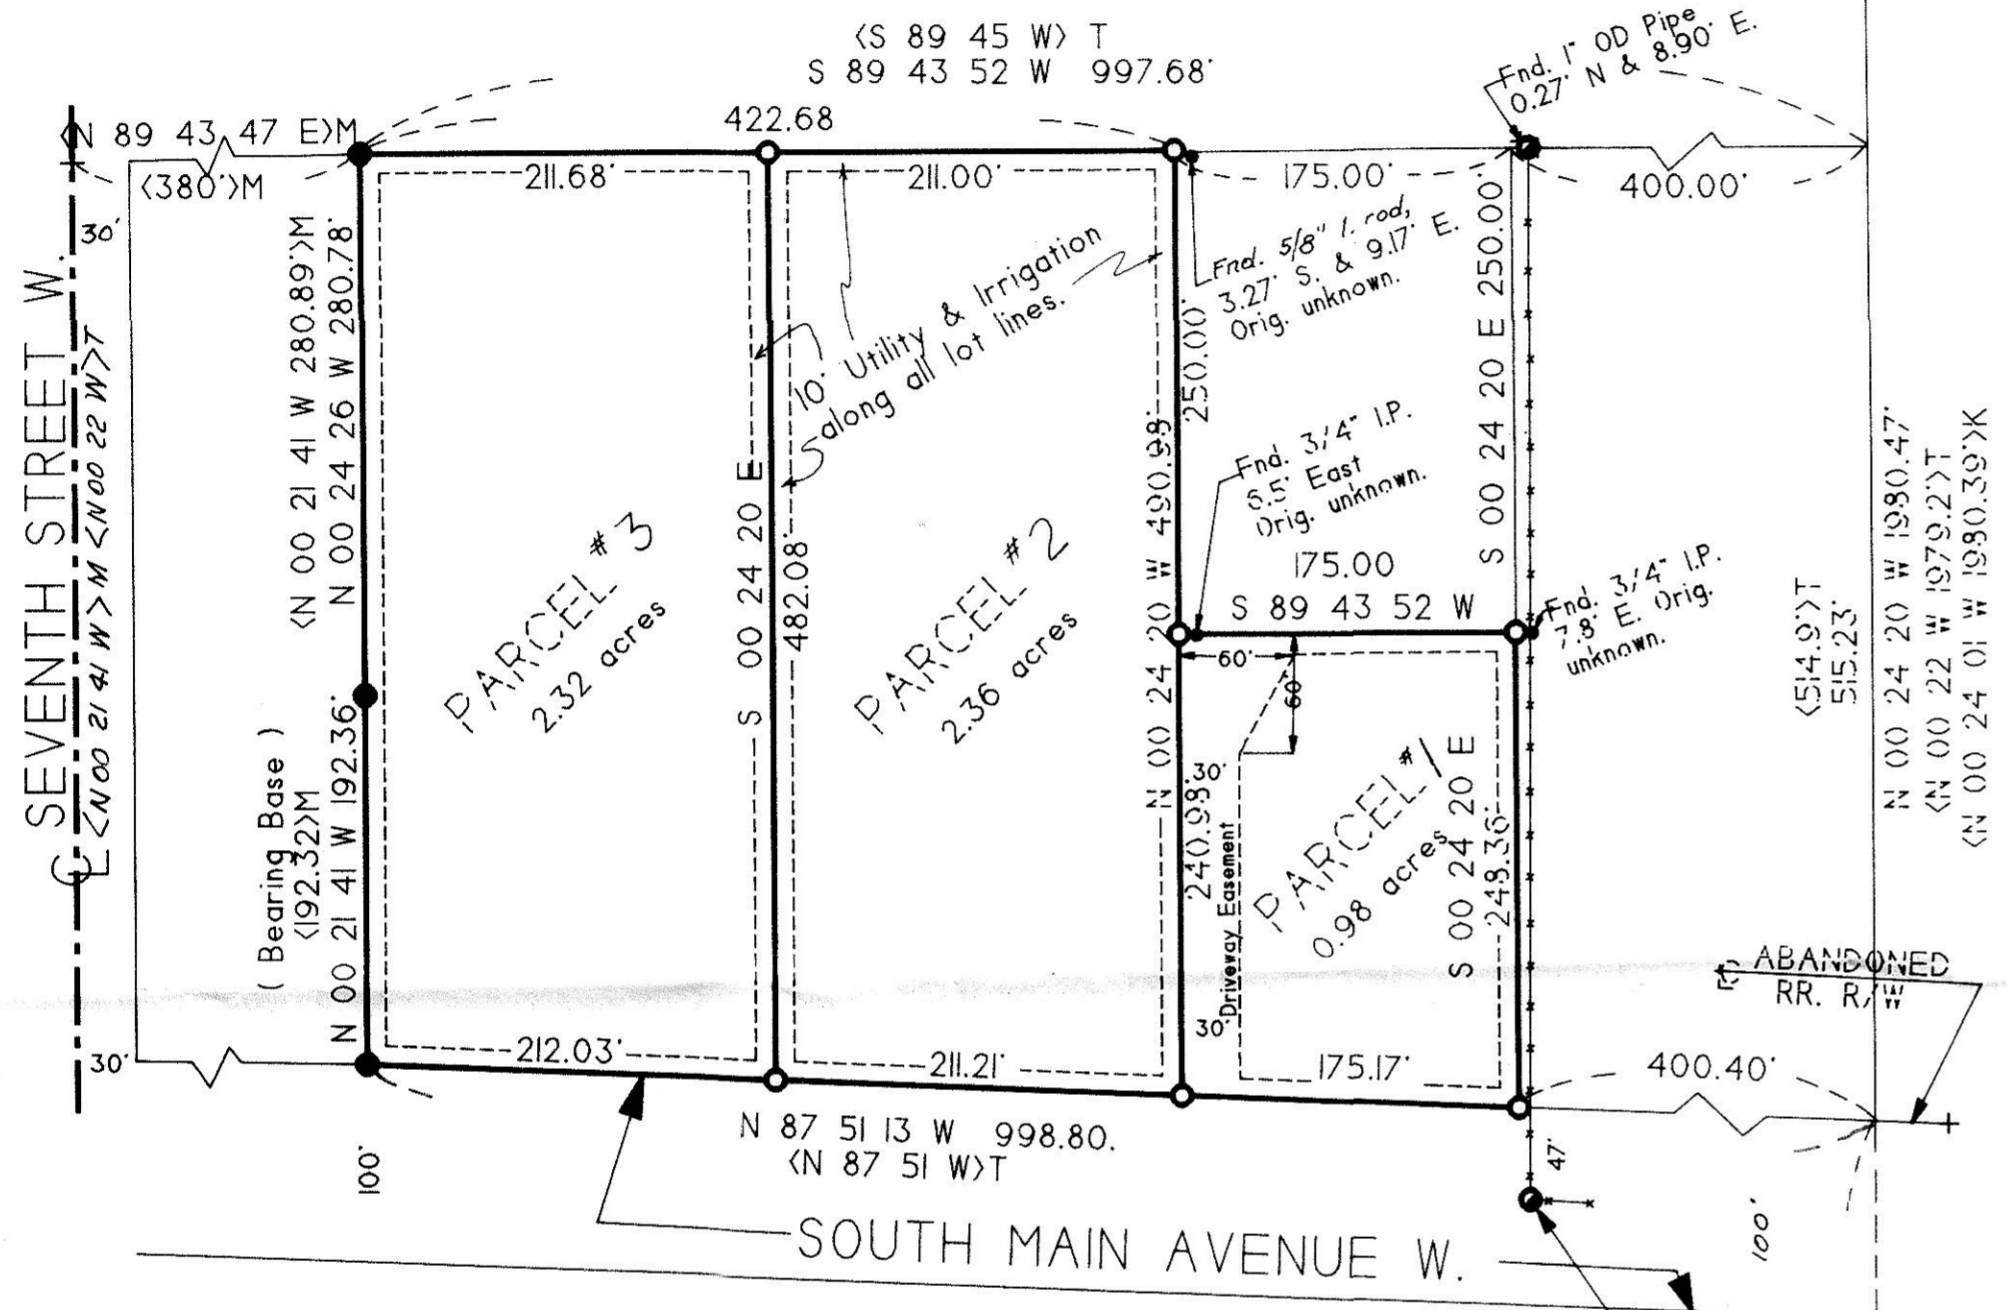 <S 89 45 W> T
S 89 43 52 W 997.68'
Fnd. 1" OD Pipe
0.27' N & 8.90' E.
<N 89 43 47 E>M
<380'>M
422.68
211.68'
211.00'
175.00'
400.00'
30'
SEVENTH STREET W.
<N00 21 41 W>M <N00 22 W>T
<N 00 21 41 W 280.89'>M
N 00 24 26 W 280.78'
10' Utility & Irrigation
along all lot lines.
Fnd. 5/8" I. rod,
3.27' S. & 9.17' E.
Orig. unknown.
250.00'
S 00 24 20 E 250.00'
Fnd. 3/4" I.P.
6.5' East
Orig. unknown.
175.00
S 89 43 52 W
Fnd. 3/4" I.P.
7.8' E. Orig.
unknown.
S 00 24 20 E
482.08'
N 00 24 20 W 490.98'
PARCEL #3
2.32 acres
PARCEL #2
2.36 acres
60'
60'
PARCEL #1
0.98 acres
30'
240.98'
Driveway Easement
30'
S 00 24 20 E
248.36'
<514.9'>T
515.23'
N 00 24 20 W 1980.47'
<N 00 22 W 1979.2'>T
<N 00 24 01 W 1980.39'>K
( Bearing Base )
<192.32>M
N 00 21 41 W 192.36'
CL
ABANDONED
RR. R/W
30'
212.03'
211.21'
175.17'
400.40'
N 87 51 13 W 998.80.
<N 87 51 W>T
100'
47'
100'
SOUTH MAIN AVENUE W.